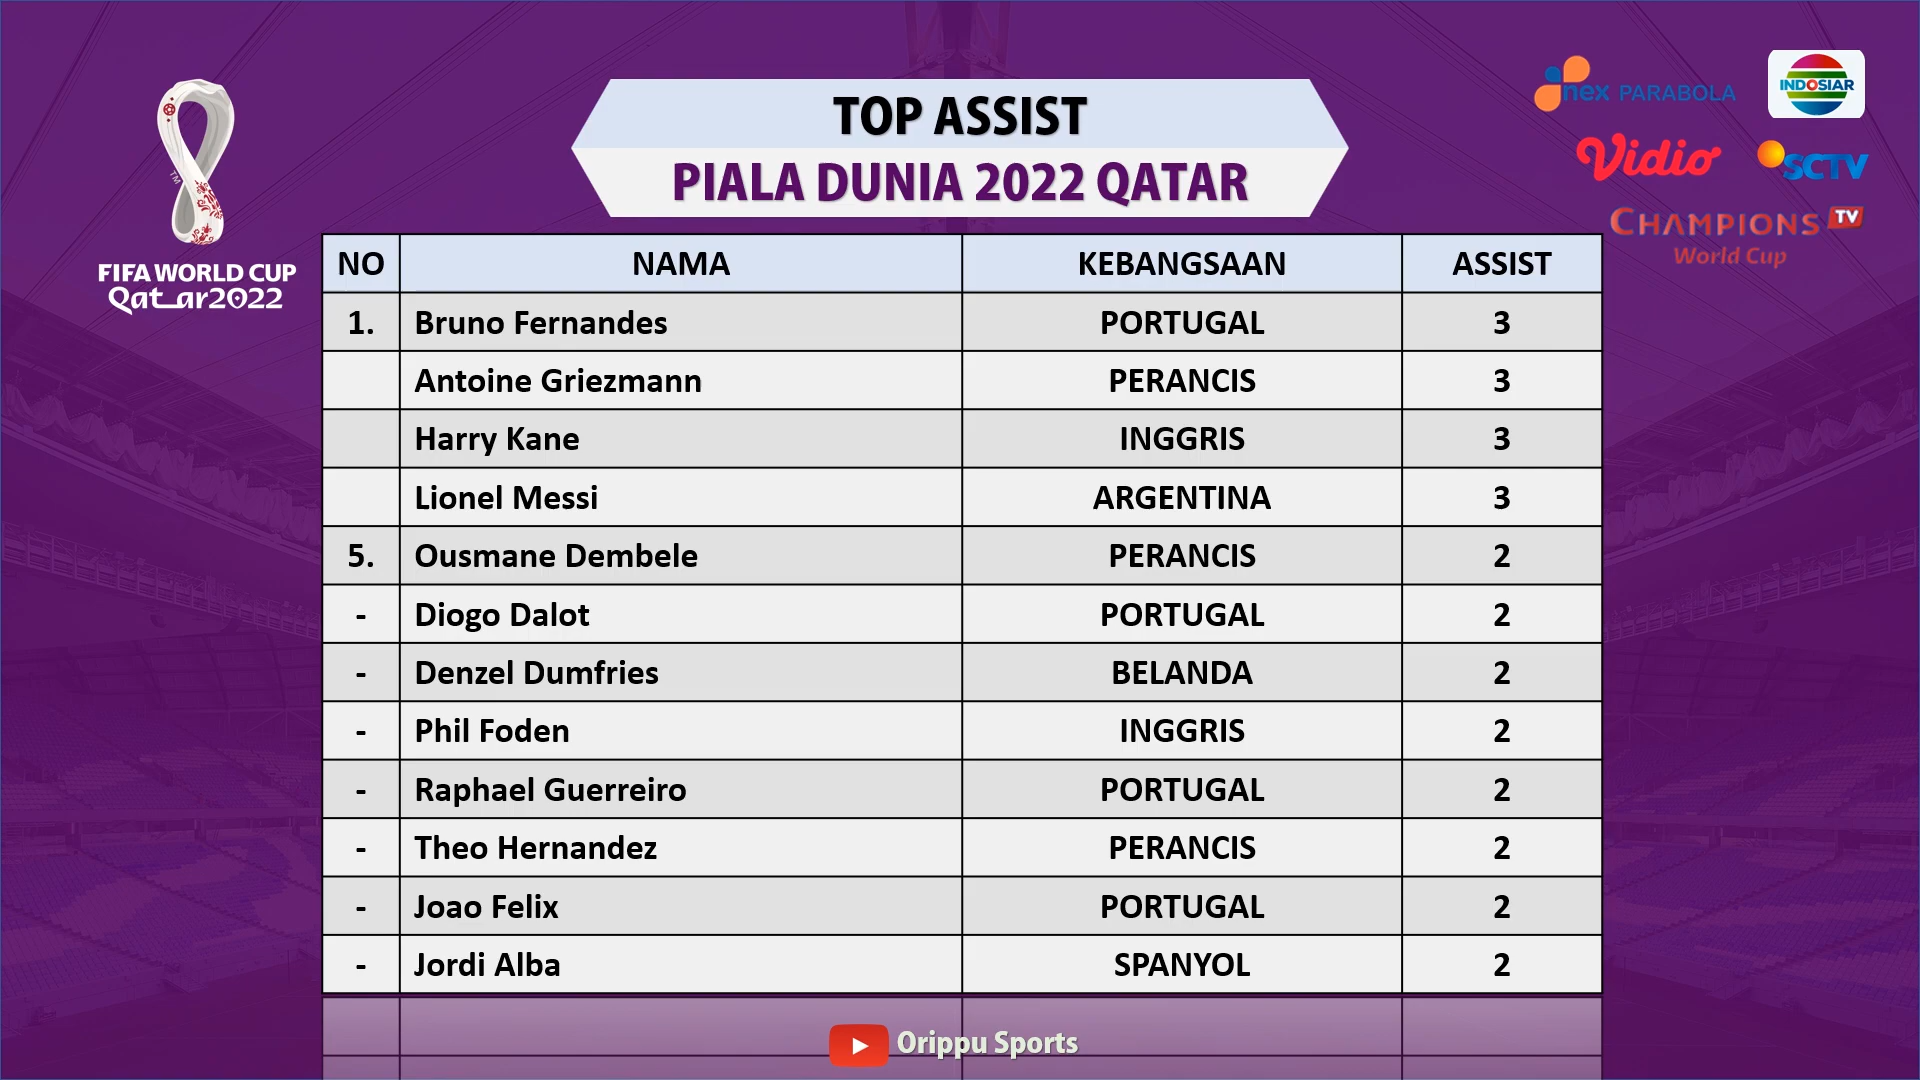 TOP ASSIST
PIALA DUNIA 2022 QATAR
TM
FIFA WORLD CUP
Qatar2022
nex PARABOLA
INDOSIAR
Vidio
SCTV
CHAMPIONS TV
World Cup
NO NAMA KEBANGSAAN ASSIST
1. Bruno Fernandes PORTUGAL 3
Antoine Griezmann PERANCIS 3
Harry Kane INGGRIS 3
Lionel Messi ARGENTINA 3
5. Ousmane Dembele PERANCIS 2
- Diogo Dalot PORTUGAL 2
- Denzel Dumfries BELANDA 2
- Phil Foden INGGRIS 2
- Raphael Guerreiro PORTUGAL 2
- Theo Hernandez PERANCIS 2
- Joao Felix PORTUGAL 2
- Jordi Alba SPANYOL 2
Orippu Sports